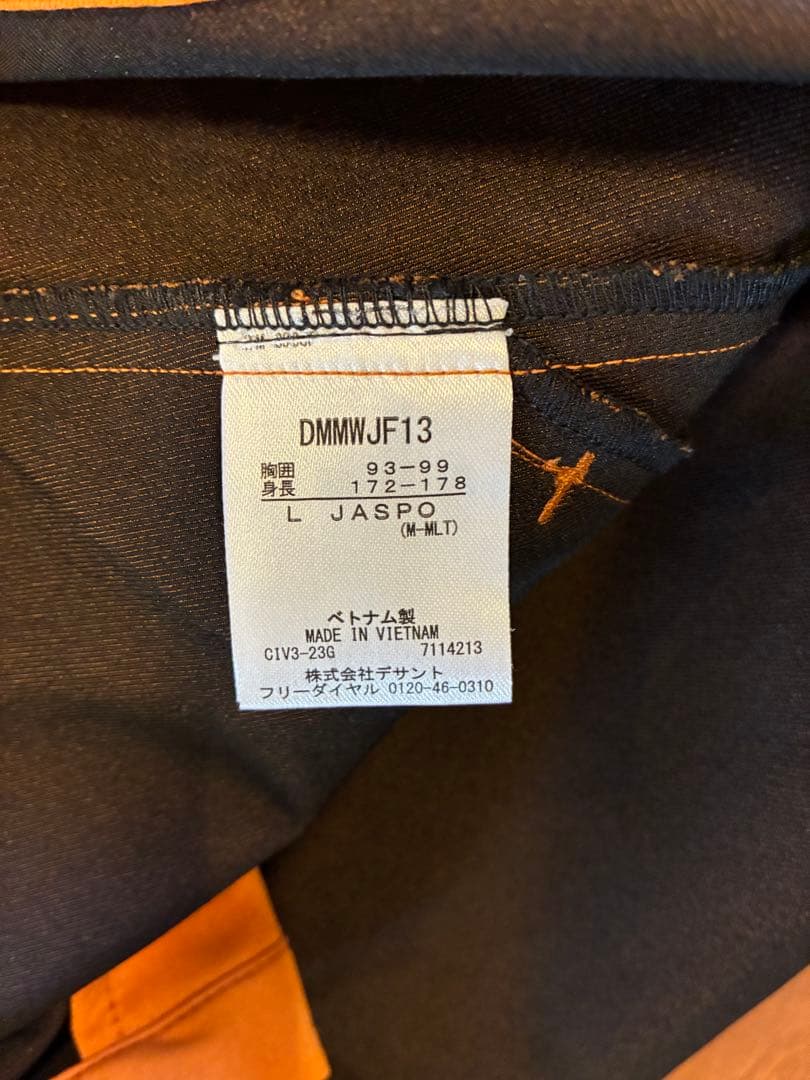 DMMWJF13
胸囲 93-99
身長 172-178
L JASPO
(M-MLT)
ベトナム製
MADE IN VIETNAM
CIV3-23G 7114213
株式会社デサント
フリーダイヤル 0120-46-0310